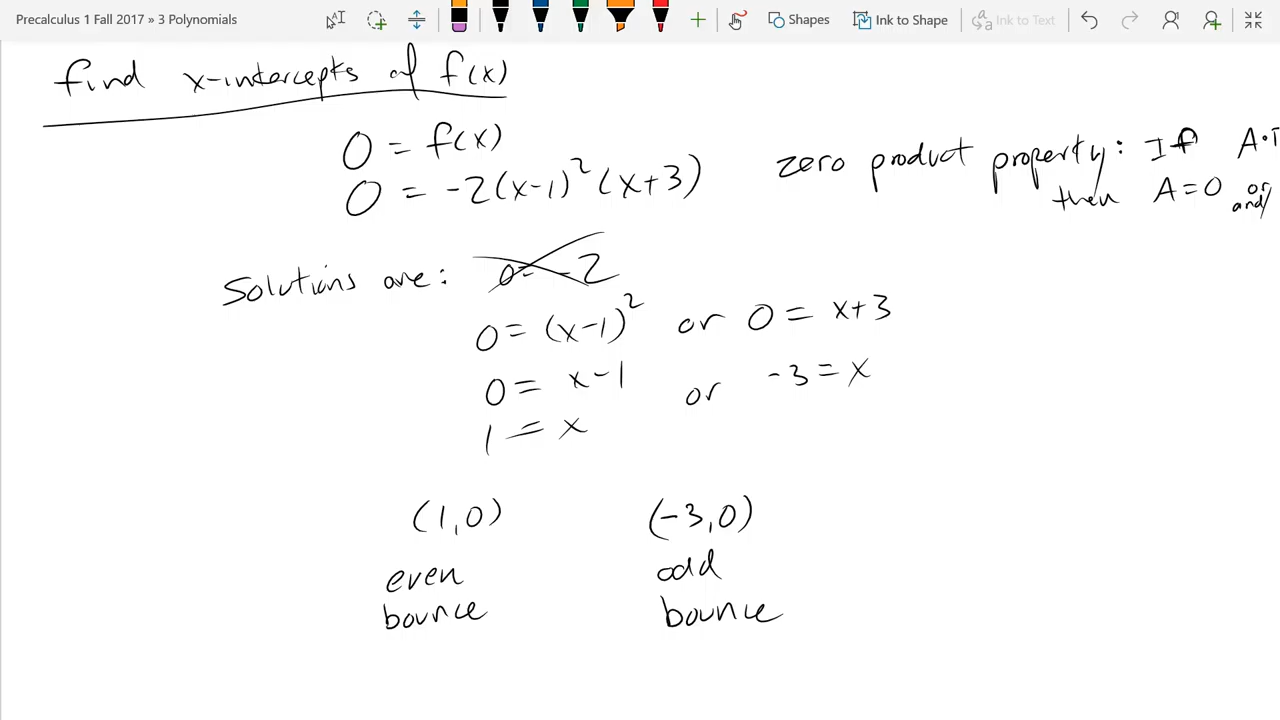 Precalculus 1 Fall 2017 » 3 Polynomials
Shapes
Ink to Shape
Ink to Text
find x-intercepts of f(x)
0 = f(x)
0 = -2(x-1)² (x+3)
zero product property: If A·
then A=0 or
and/
Solutions are: 0=-2
0=(x-1)² or 0=x+3
0= x-1 or -3=x
1=x
(1,0) (-3,0)
even odd
bounce bounce